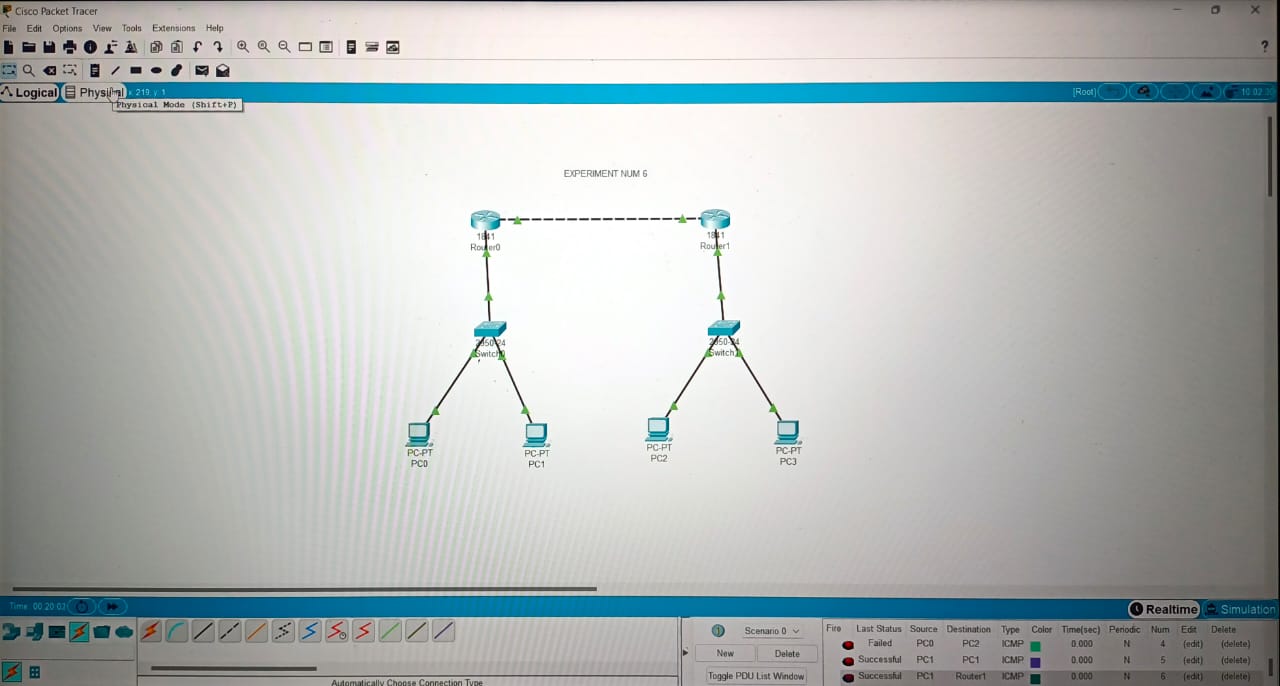 Cisco Packet Tracer
File Edit Options View Tools Extensions Help
?
Logical Physical x: 219, y: 1 [Root]
Physical Mode (Shift+P)
EXPERIMENT NUM 6
1841
Router0
1841
Router1
2950-24
Switch0
2950-24
PC-PT
PC0
PC-PT
PC1
PC-PT
PC2
PC-PT
PC3
Time: 00:20:03
Realtime Simulation
Scenario 0
New Delete
Toggle PDU List Window
Automatically Choose Connection Type
Fire Last Status Source Destination Type Color Time(sec) Periodic Num Edit Delete
Failed PC0 PC2 ICMP 0.000 N 4 (edit) (delete)
Successful PC1 PC1 ICMP 0.000 N 5 (edit) (delete)
Successful PC1 Router1 ICMP 0.000 N 6 (edit) (delete)